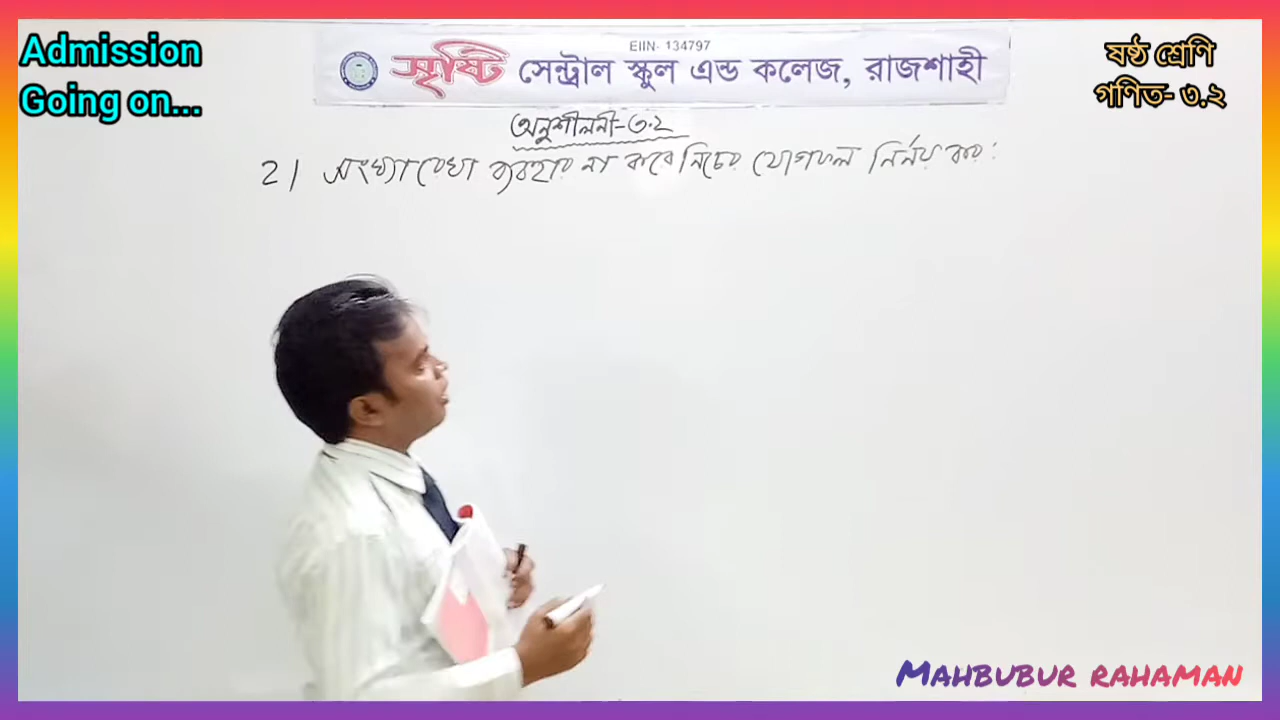 Admission
Going on...
EIIN- 134797
সৃষ্টি সেন্ট্রাল স্কুল এন্ড কলেজ, রাজশাহী
ষষ্ঠ শ্রেণি
গণিত- ৩.২
অনুশীলনী-৩.২
২। সংখ্যারেখা ব্যবহার না করে নিচের যোগফল নির্ণয় কর:
MAHBUBUR RAHAMAN